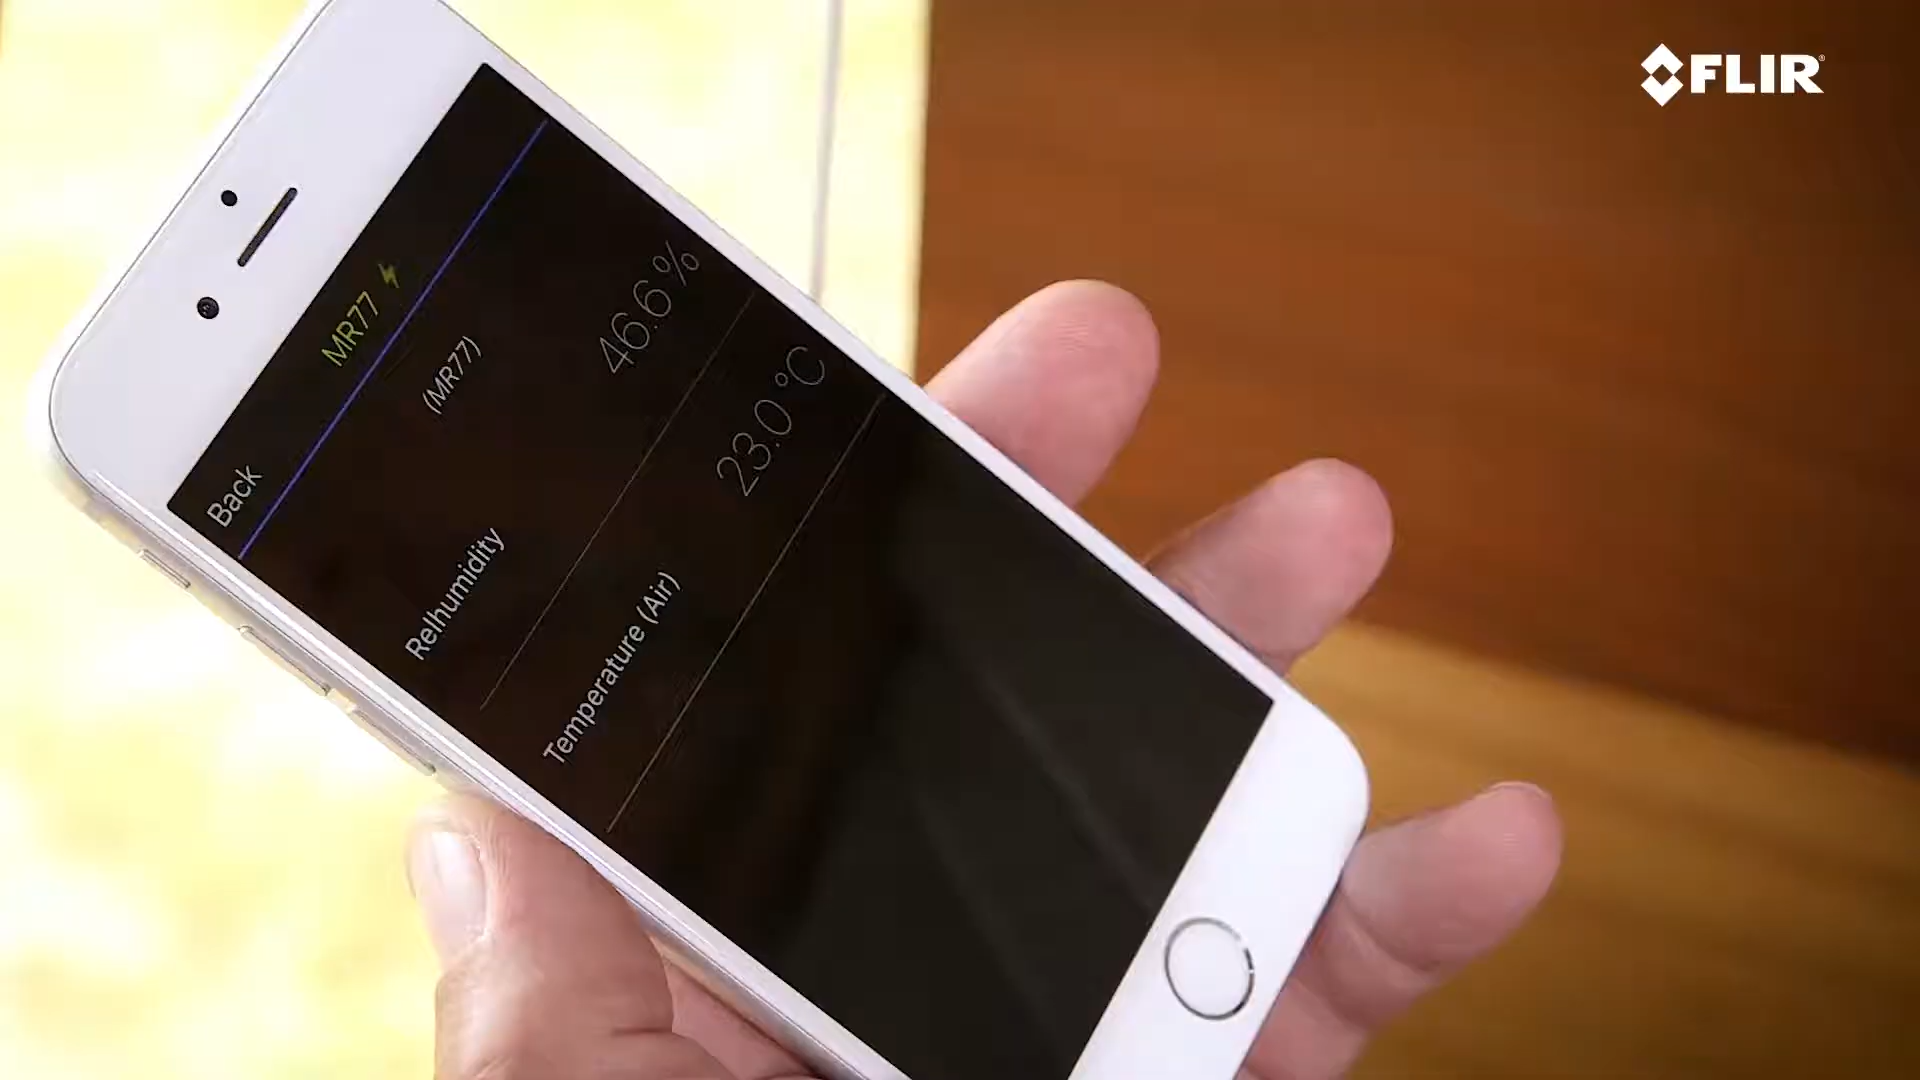 FLIR
Back
MR77
(MR77)
Relhumidity 46.6%
Temperature (Air) 23.0 °C